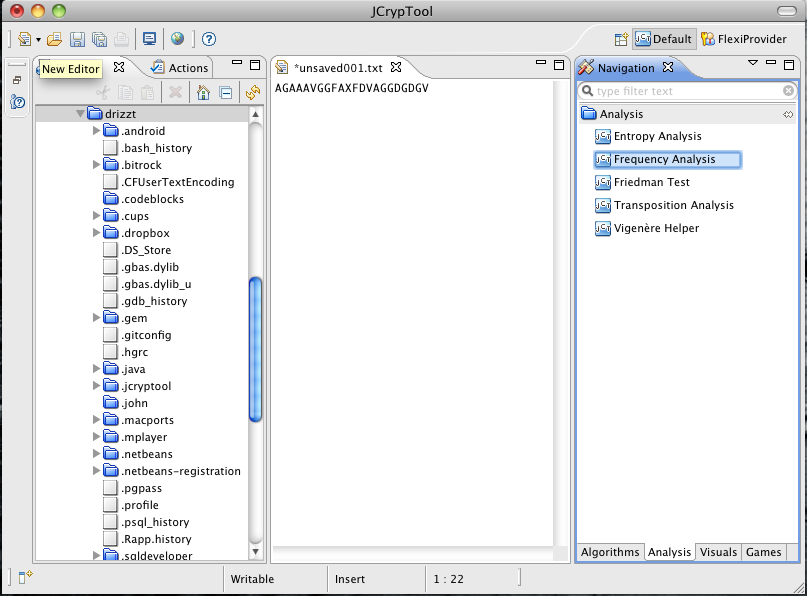 JCrypTool
Default
FlexiProvider
New Editor
Actions
*unsaved001.txt
Navigation
AGAAAVGGFAXFDVAGGDGDGV
type filter text
drizzt
.android
.bash_history
.bitrock
.CFUserTextEncoding
.codeblocks
.cups
.dropbox
.DS_Store
.gbas.dylib
.gbas.dylib_u
.gdb_history
.gem
.gitconfig
.hgrc
.java
.jcryptool
.john
.macports
.mplayer
.netbeans
.netbeans-registration
.pgpass
.profile
.psql_history
.Rapp.history
.sqldeveloper
Analysis
Entropy Analysis
Frequency Analysis
Friedman Test
Transposition Analysis
Vigenère Helper
Algorithms
Analysis
Visuals
Games
Writable
Insert
1 : 22